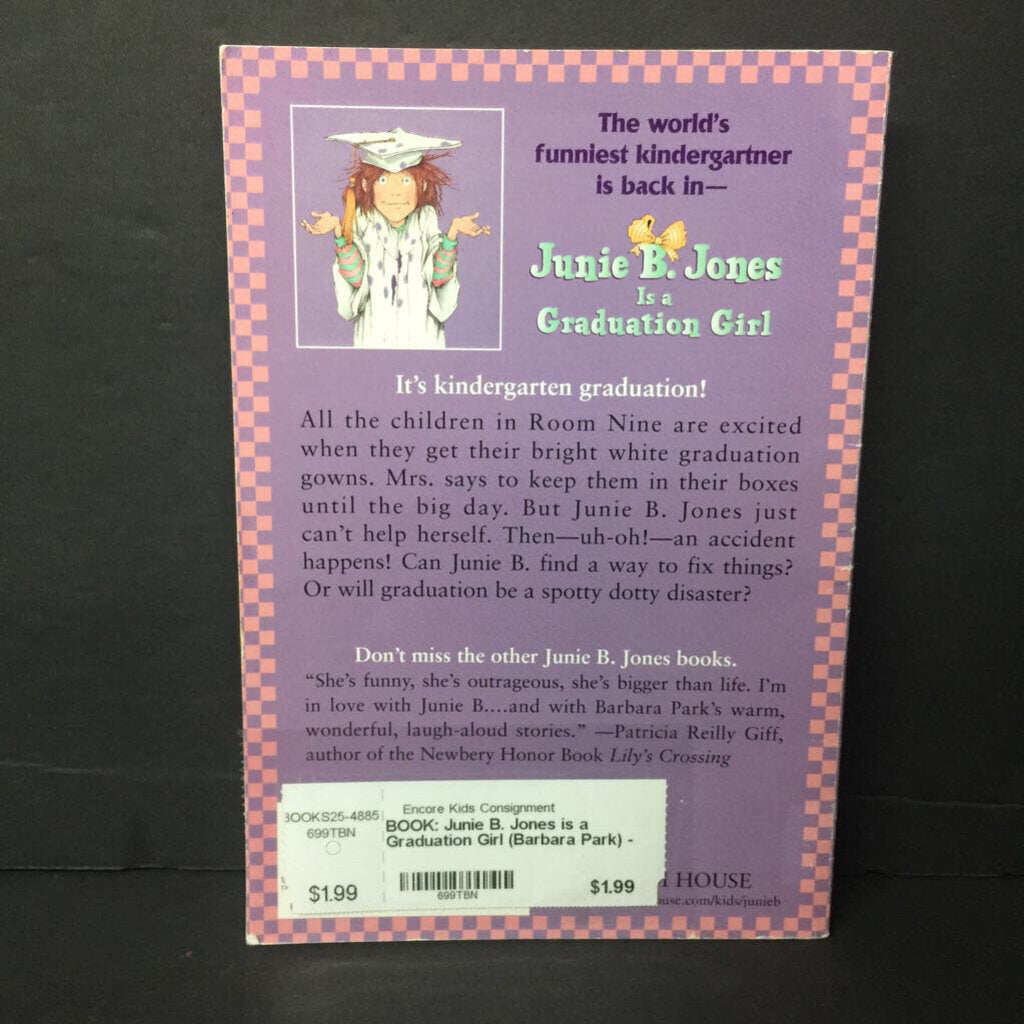 The world's
funniest kindergartner
is back in—
Junie B. Jones
Is a
Graduation Girl
It's kindergarten graduation!
All the children in Room Nine are excited
when they get their bright white graduation
gowns. Mrs. says to keep them in their boxes
until the big day. But Junie B. Jones just
can't help herself. Then—uh-oh!—an accident
happens! Can Junie B. find a way to fix things?
Or will graduation be a spotty dotty disaster?
Don't miss the other Junie B. Jones books.
“She's funny, she's outrageous, she's bigger than life. I'm
in love with Junie B....and with Barbara Park's warm,
wonderful, laugh-aloud stories.” —Patricia Reilly Giff,
author of the Newbery Honor Book Lily's Crossing
BOOKS25-4885
699TBN
$1.99
Encore Kids Consignment
BOOK: Junie B. Jones is a
Graduation Girl (Barbara Park) -
699TBN
$1.99
HOUSE
use.com/kids/junieb